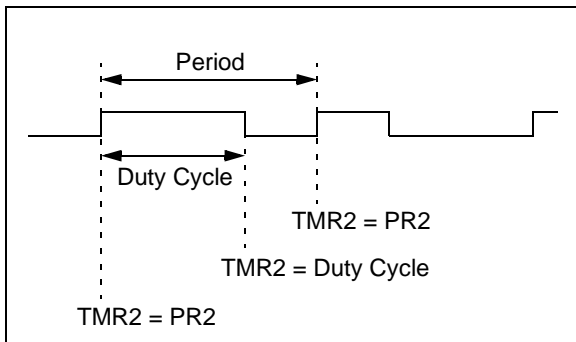 Period
Duty Cycle
TMR2 = PR2
TMR2 = Duty Cycle
TMR2 = PR2